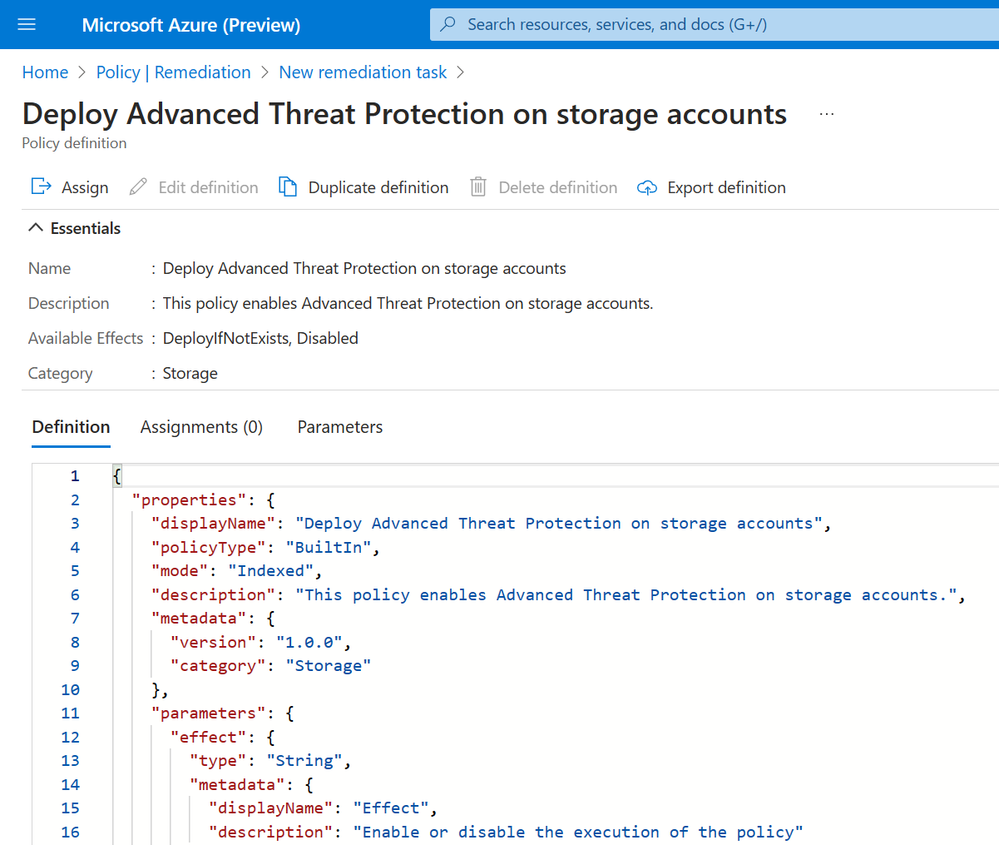 Microsoft Azure (Preview)
Search resources, services, and docs (G+/)
Home > Policy | Remediation > New remediation task >
Deploy Advanced Threat Protection on storage accounts ...
Policy definition
Assign Edit definition Duplicate definition Delete definition Export definition
Essentials
Name : Deploy Advanced Threat Protection on storage accounts
Description : This policy enables Advanced Threat Protection on storage accounts.
Available Effects : DeployIfNotExists, Disabled
Category : Storage
Definition Assignments (0) Parameters
1 {
2 "properties": {
3 "displayName": "Deploy Advanced Threat Protection on storage accounts",
4 "policyType": "BuiltIn",
5 "mode": "Indexed",
6 "description": "This policy enables Advanced Threat Protection on storage accounts.",
7 "metadata": {
8 "version": "1.0.0",
9 "category": "Storage"
10 },
11 "parameters": {
12 "effect": {
13 "type": "String",
14 "metadata": {
15 "displayName": "Effect",
16 "description": "Enable or disable the execution of the policy"